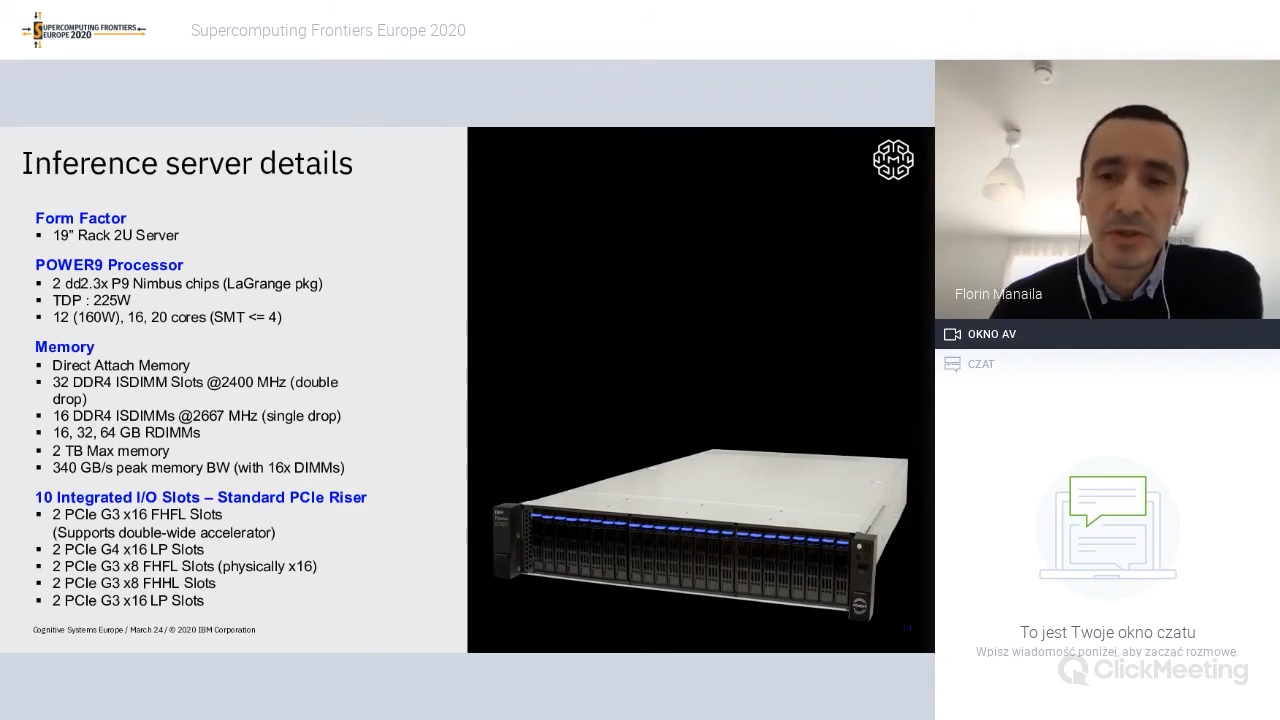 SUPERCOMPUTING FRONTIERS
EUROPE 2020
Supercomputing Frontiers Europe 2020
Inference server details
Form Factor
▪ 19” Rack 2U Server
POWER9 Processor
▪ 2 dd2.3x P9 Nimbus chips (LaGrange pkg)
▪ TDP : 225W
▪ 12 (160W), 16, 20 cores (SMT <= 4)
Memory
▪ Direct Attach Memory
▪ 32 DDR4 ISDIMM Slots @2400 MHz (double
drop)
▪ 16 DDR4 ISDIMMs @2667 MHz (single drop)
▪ 16, 32, 64 GB RDIMMs
▪ 2 TB Max memory
▪ 340 GB/s peak memory BW (with 16x DIMMs)
10 Integrated I/O Slots – Standard PCIe Riser
▪ 2 PCIe G3 x16 FHFL Slots
(Supports double-wide accelerator)
▪ 2 PCIe G4 x16 LP Slots
▪ 2 PCIe G3 x8 FHFL Slots (physically x16)
▪ 2 PCIe G3 x8 FHHL Slots
▪ 2 PCIe G3 x16 LP Slots
Cognitive Systems Europe / March 24 / © 2020 IBM Corporation
IBM
Power
14
Florin Manaila
OKNO AV
CZAT
To jest Twoje okno czatu
Wpisz wiadomość poniżej, aby zacząć rozmowę.
ClickMeeting